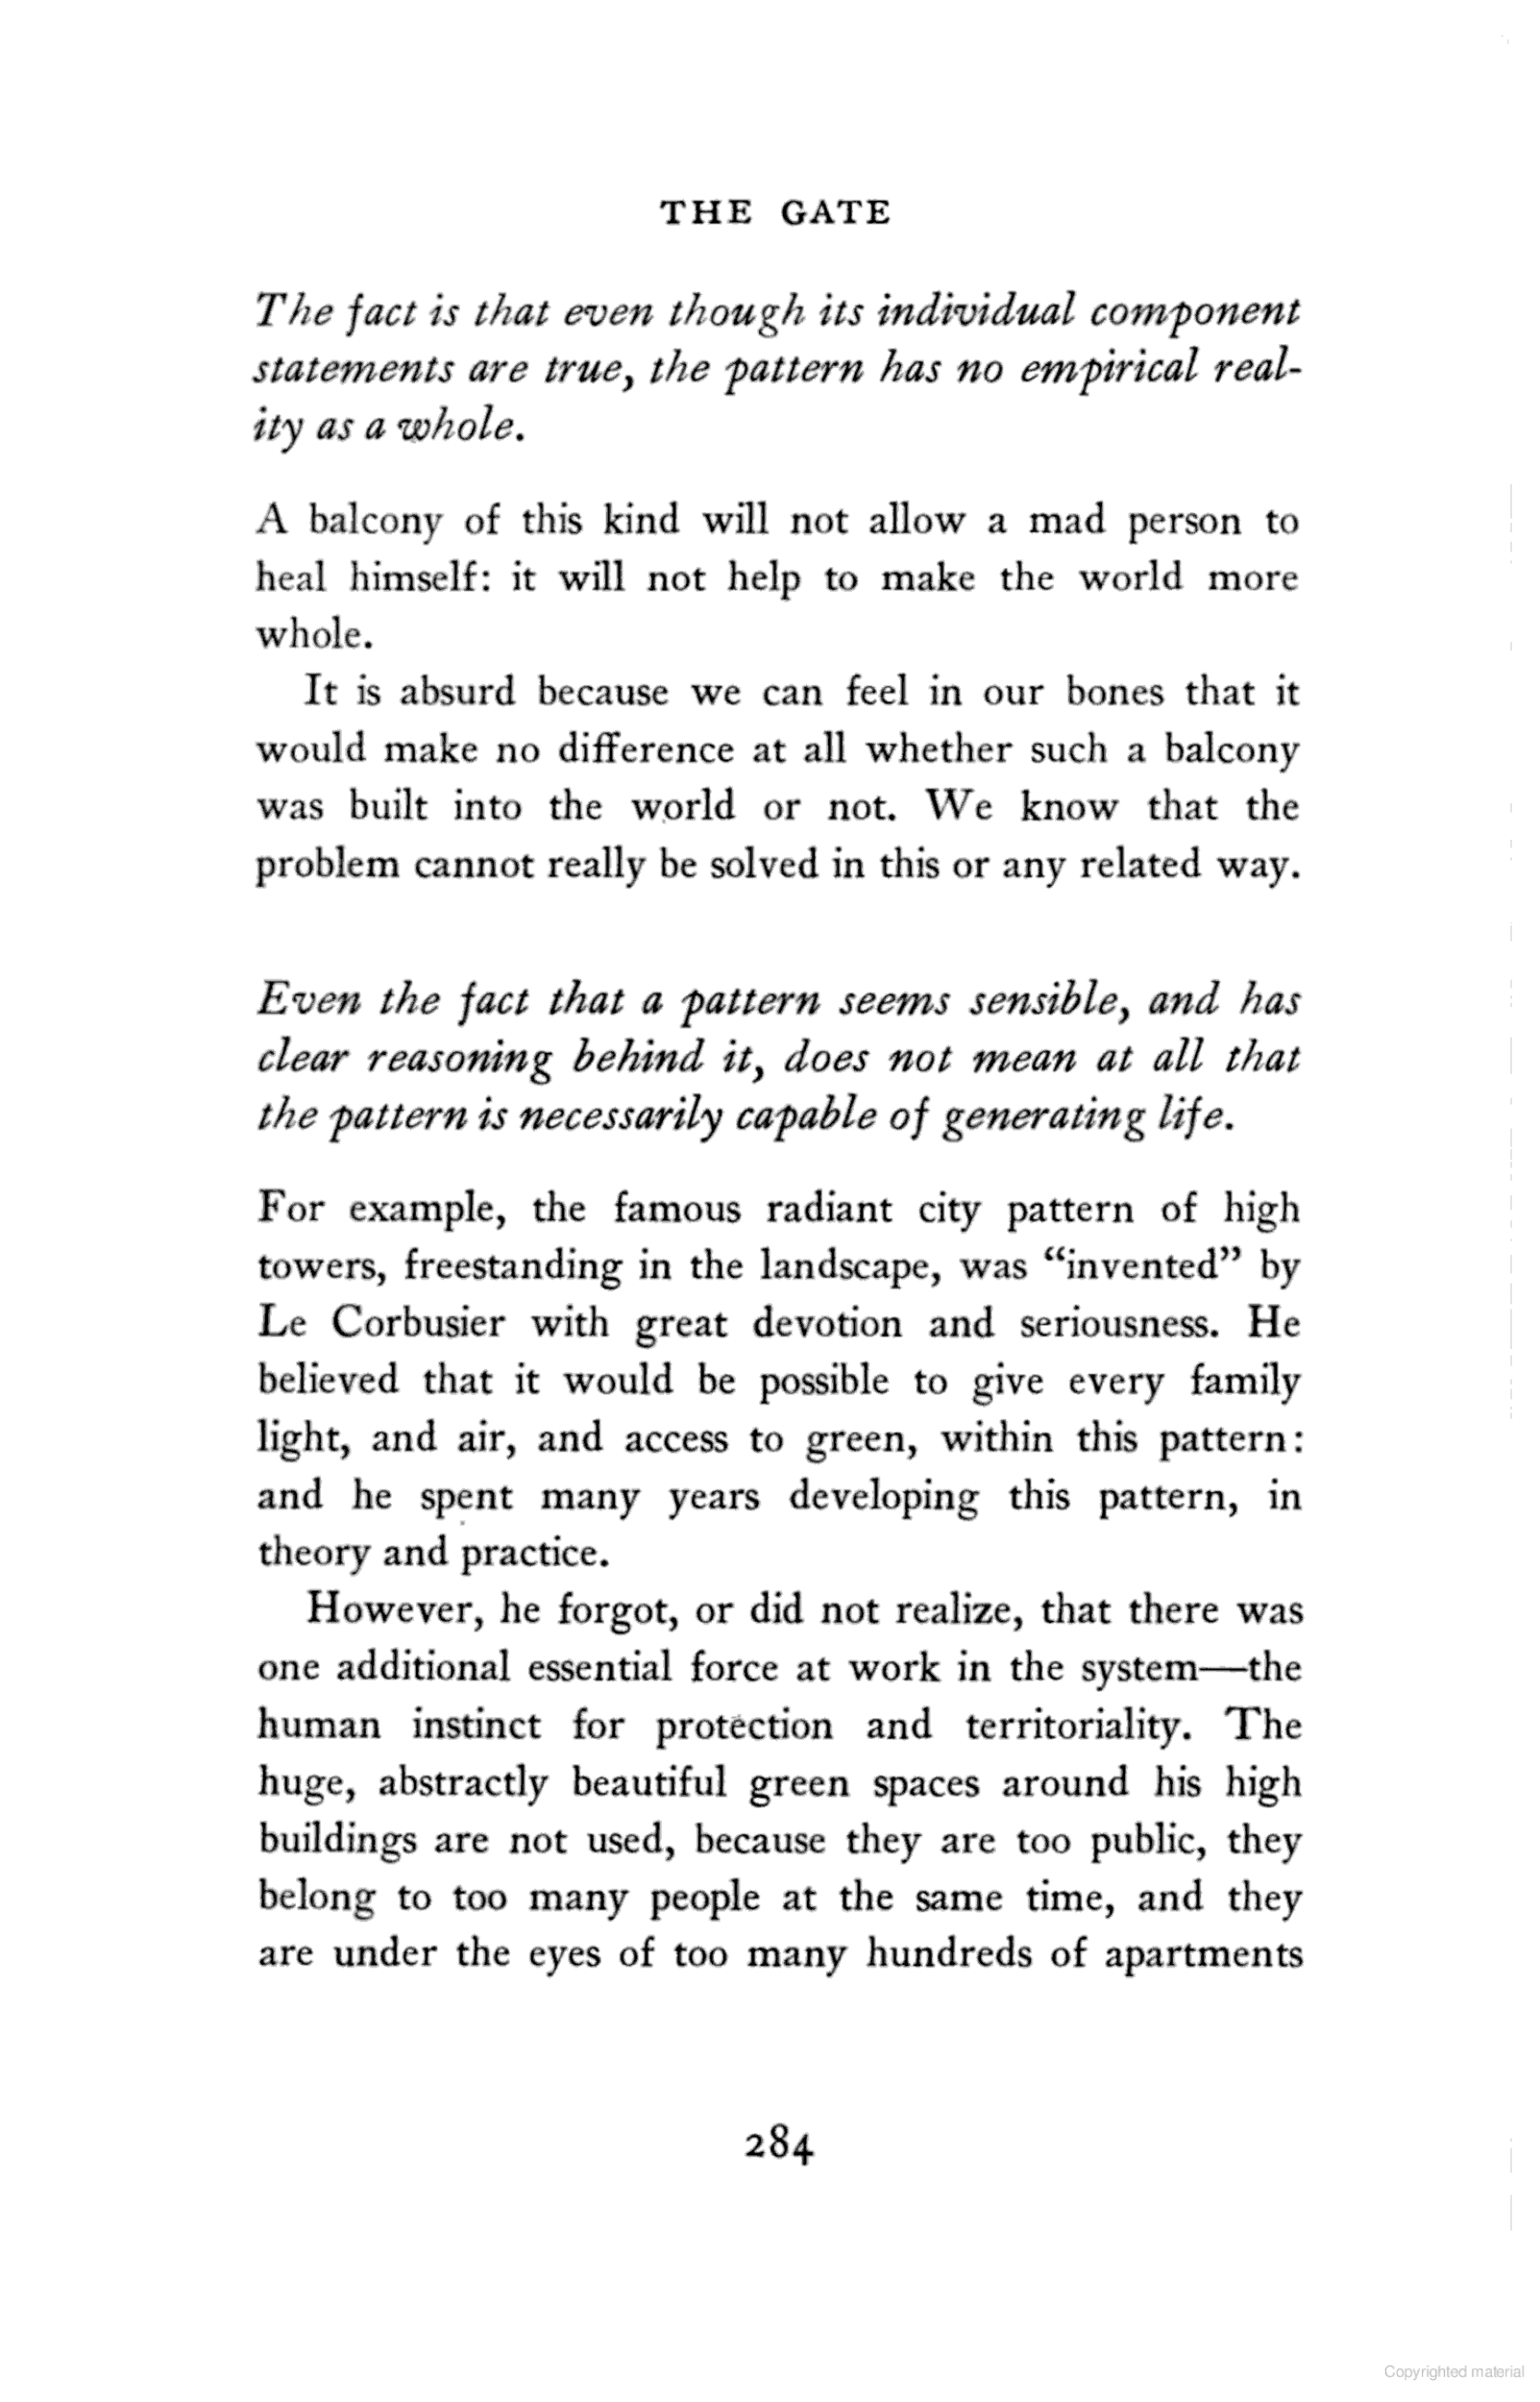 THE GATE
The fact is that even though its individual component
statements are true, the pattern has no empirical real-
ity as a whole.
A balcony of this kind will not allow a mad person to
heal himself: it will not help to make the world more
whole.
It is absurd because we can feel in our bones that it
would make no difference at all whether such a balcony
was built into the world or not. We know that the
problem cannot really be solved in this or any related way.
Even the fact that a pattern seems sensible, and has
clear reasoning behind it, does not mean at all that
the pattern is necessarily capable of generating life.
For example, the famous radiant city pattern of high
towers, freestanding in the landscape, was “invented” by
Le Corbusier with great devotion and seriousness. He
believed that it would be possible to give every family
light, and air, and access to green, within this pattern:
and he spent many years developing this pattern, in
theory and practice.
However, he forgot, or did not realize, that there was
one additional essential force at work in the system—the
human instinct for protection and territoriality. The
huge, abstractly beautiful green spaces around his high
buildings are not used, because they are too public, they
belong to too many people at the same time, and they
are under the eyes of too many hundreds of apartments
284
Copyrighted material